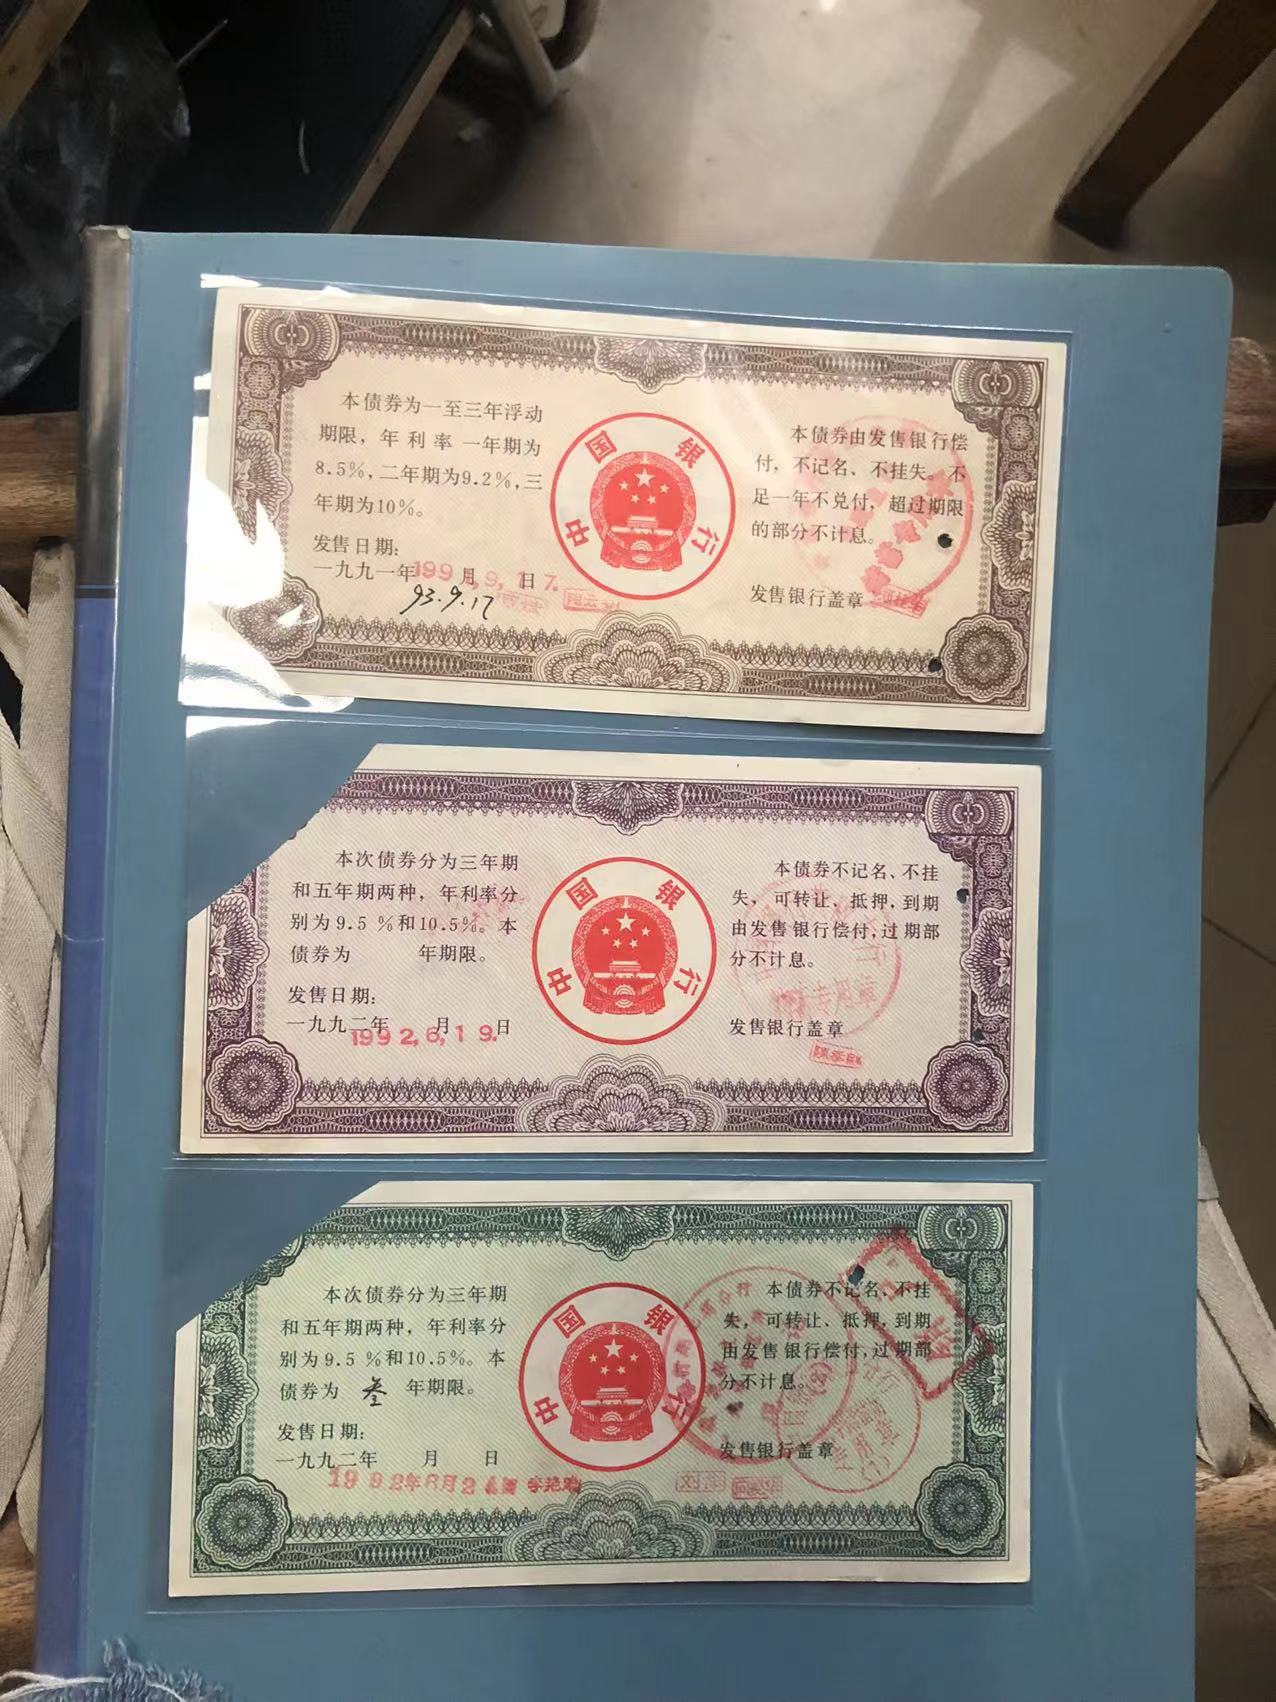 本债券为一至三年浮动
期限，年利率一年期为
8.5％，二年期为9.2％，三
年期为10％。
发售日期：
一九九一年 月 日
1991.9.17.
93.9.17
中国银行
本债券由发售银行偿
付，不记名、不挂失。不
足一年不兑付，超过期限
的部分不计息。
发售银行盖章
本次债券分为三年期
和五年期两种，年利率分
别为9.5％和10.5％。本
债券为 年期限。
发售日期：
一九九二年 月 日
1992.6.19.
中国银行
本债券不记名、不挂
失，可转让、抵押，到期
由发售银行偿付，过期部
分不计息。
发售银行盖章
专用章
本次债券分为三年期
和五年期两种，年利率分
别为9.5％和10.5％。本
债券为 叁 年期限。
发售日期：
一九九二年 月 日
中国银行
本债券不记名、不挂
失，可转让、抵押，到期
由发售银行偿付，过期部
分不计息。
发售银行盖章